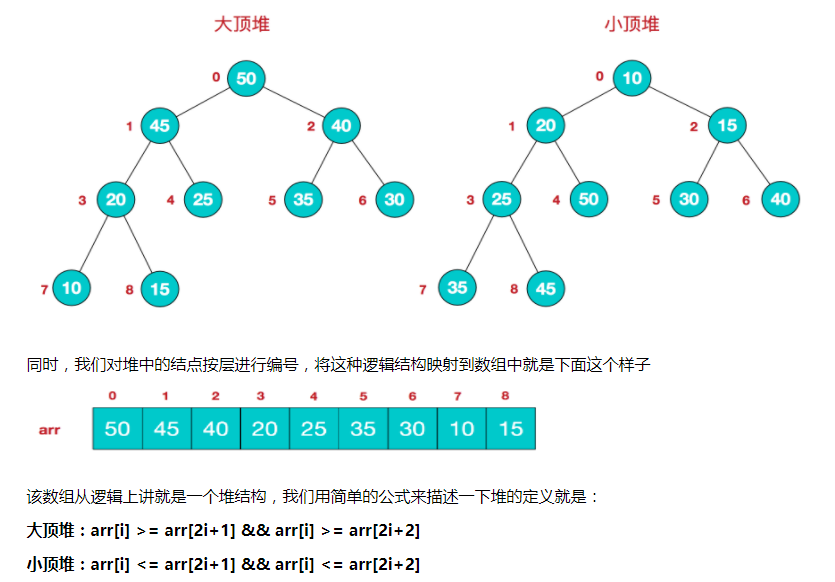 大顶堆 小顶堆
0 50 0 10
1 45 2 40 1 20 2 15
3 20 4 25 5 35 6 30 3 25 4 50 5 30 6 40
7 10 8 15 7 35 8 45
同时，我们对堆中的结点按层进行编号，将这种逻辑结构映射到数组中就是下面这个样子
0 1 2 3 4 5 6 7 8
arr 50 45 40 20 25 35 30 10 15
该数组从逻辑上讲就是一个堆结构，我们用简单的公式来描述一下堆的定义就是：
大顶堆：arr[i] >= arr[2i+1] && arr[i] >= arr[2i+2]
小顶堆：arr[i] <= arr[2i+1] && arr[i] <= arr[2i+2]